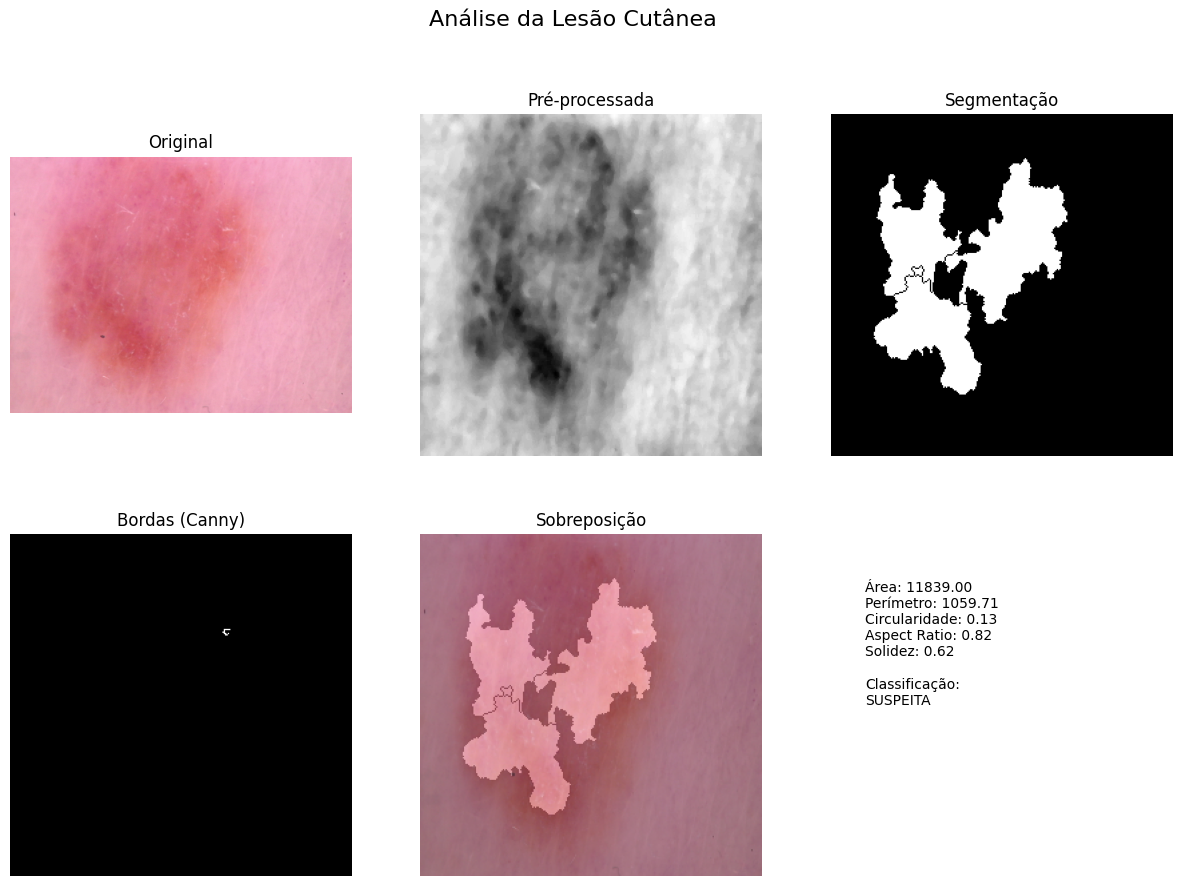 Análise da Lesão Cutânea
Original
Pré-processada
Segmentação
Bordas (Canny)
Sobreposição
Área: 11839.00
Perímetro: 1059.71
Circularidade: 0.13
Aspect Ratio: 0.82
Solidez: 0.62
Classificação:
SUSPEITA